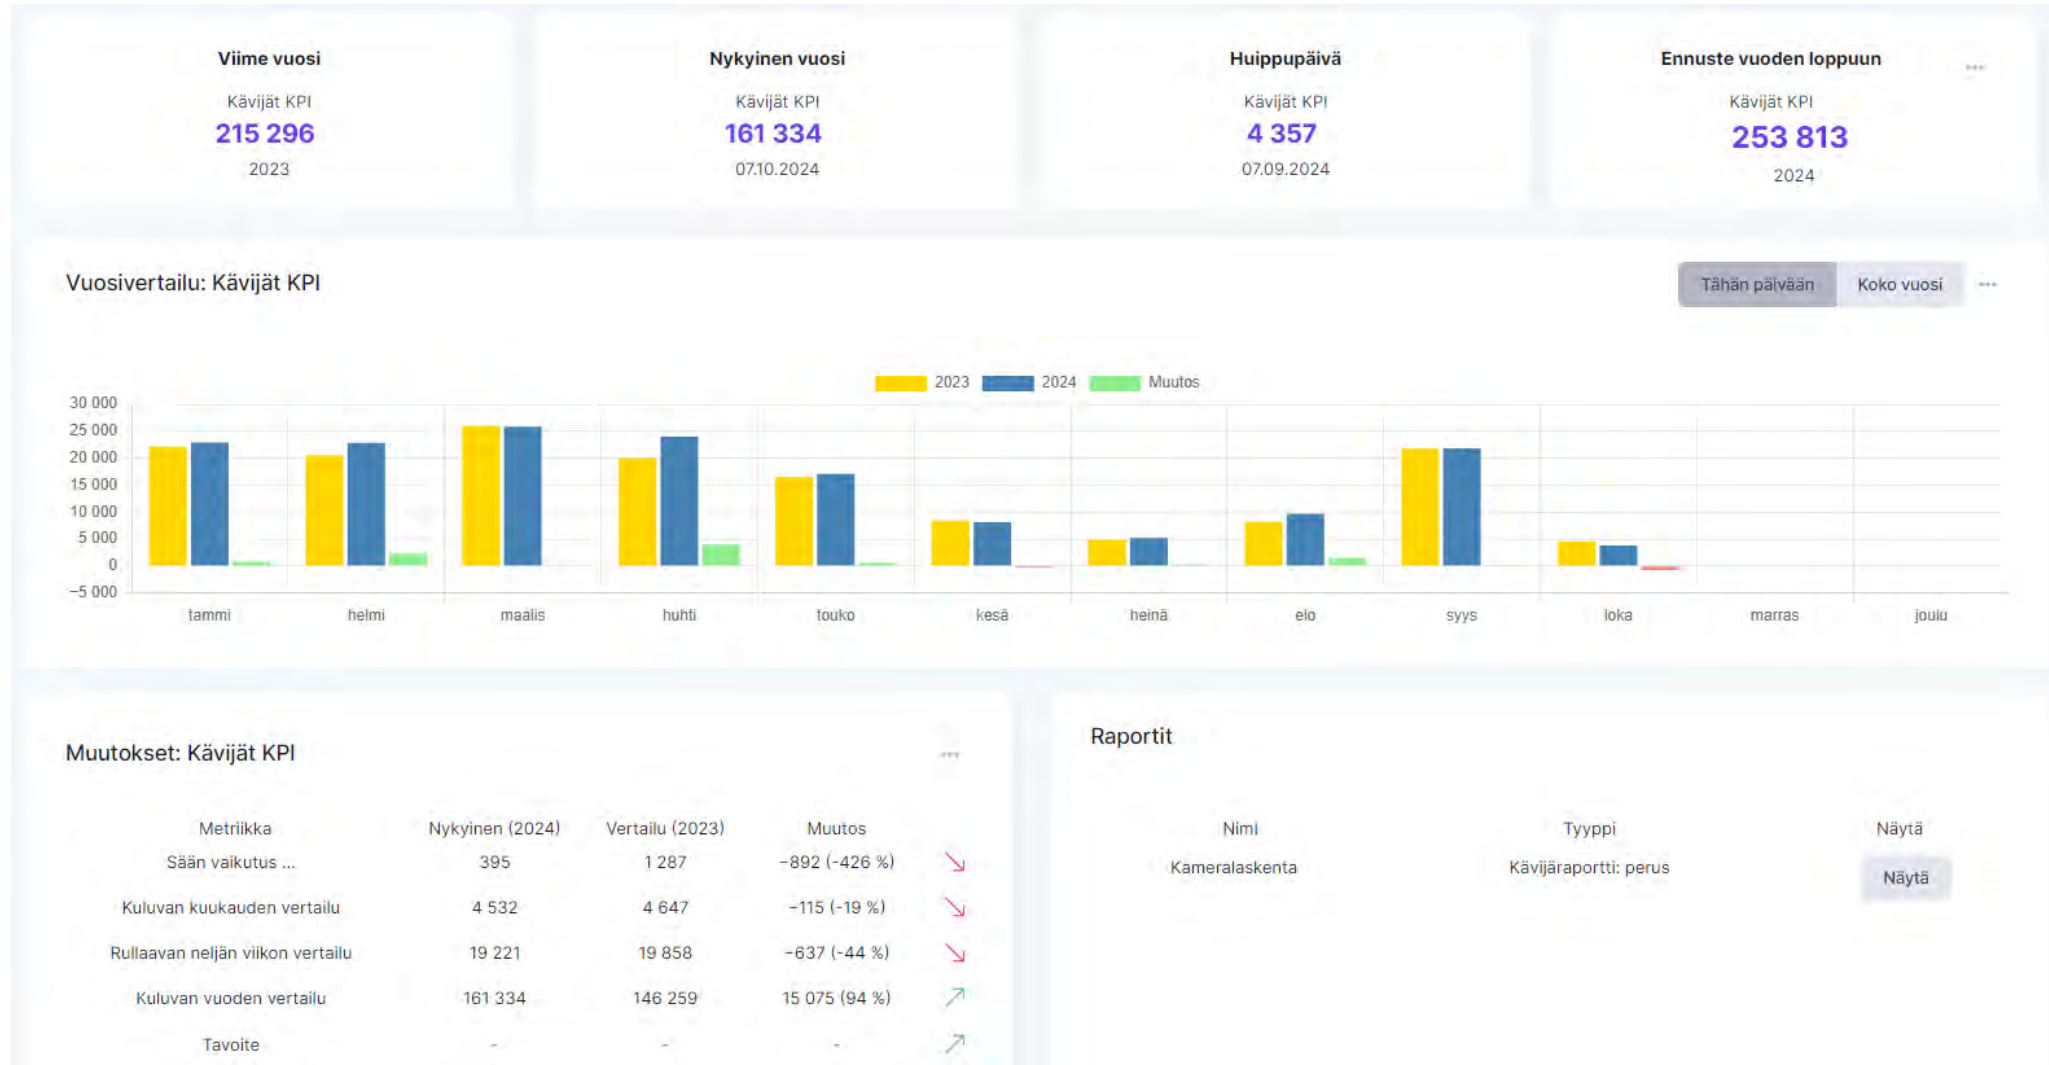 Viime vuosi
Kävijät KPI
215 296
2023
Nykyinen vuosi
Kävijät KPI
161 334
07.10.2024
Huippupäivä
Kävijät KPI
4 357
07.09.2024
Ennuste vuoden loppuun
Kävijät KPI
253 813
2024
Vuosivertailu: Kävijät KPI
Tähän päivään Koko vuosi
2023 2024 Muutos
30 000
25 000
20 000
15 000
10 000
5 000
0
−5 000
tammi helmi maalis huhti touko kesä heinä elo syys loka marras joulu
Muutokset: Kävijät KPI
Metriikka Nykyinen (2024) Vertailu (2023) Muutos
Sään vaikutus ... 395 1 287 −892 (-426 %)
Kuluvan kuukauden vertailu 4 532 4 647 −115 (-19 %)
Rullaavan neljän viikon vertailu 19 221 19 858 −637 (-44 %)
Kuluvan vuoden vertailu 161 334 146 259 15 075 (94 %)
Tavoite - - -
Raportit
Nimi Tyyppi Näytä
Kameralaskenta Kävijäraportti: perus Näytä